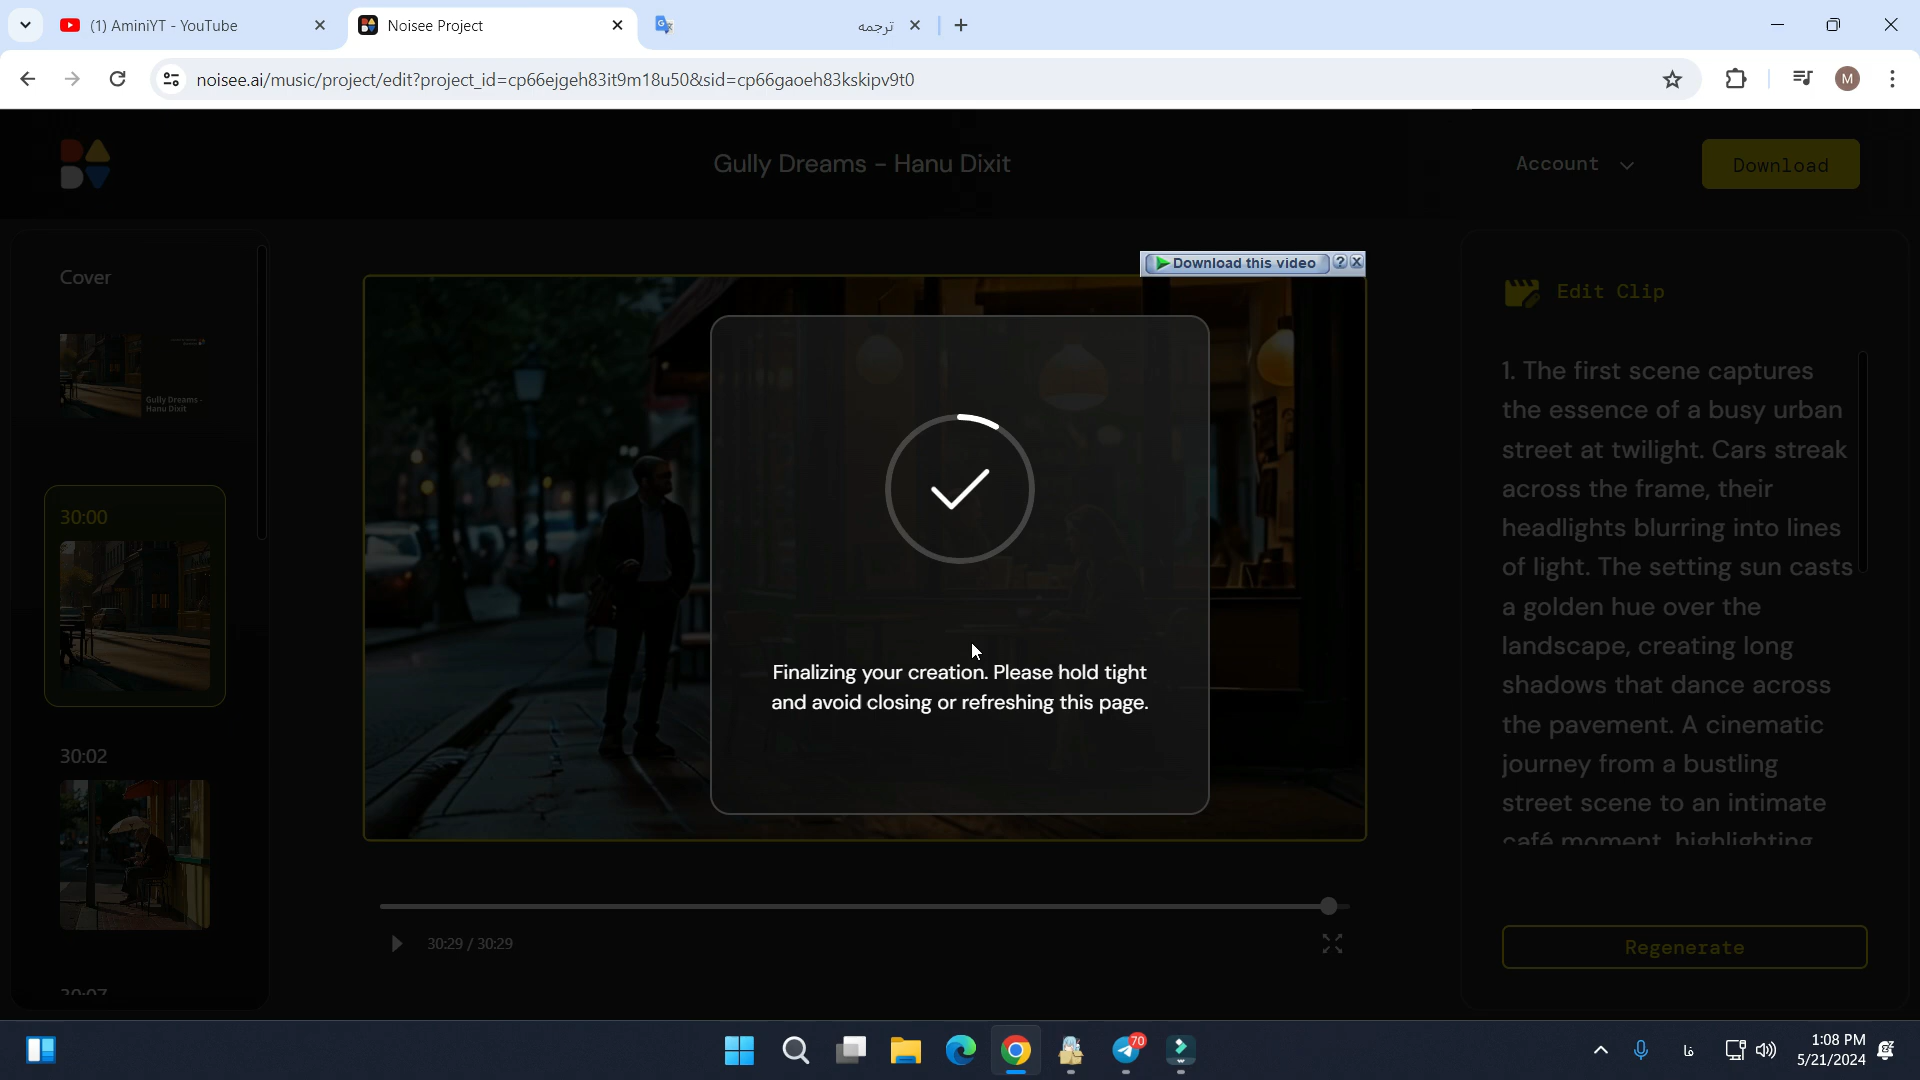 (1) AminiYT - YouTube
Noisee Project
ترجمه
noisee.ai/music/project/edit?project_id=cp66ejgeh83it9m18u50&sid=cp66gaoeh83kskipv9t0
M
Gully Dreams - Hanu Dixit
Account
Download
Cover
Gully Dreams -
Hanu Dixit
30:00
30:02
30:07
Download this video
Finalizing your creation. Please hold tight
and avoid closing or refreshing this page.
30:29 / 30:29
Edit Clip
1. The first scene captures
the essence of a busy urban
street at twilight. Cars streak
across the frame, their
headlights blurring into lines
of light. The setting sun casts
a golden hue over the
landscape, creating long
shadows that dance across
the pavement. A cinematic
journey from a bustling
street scene to an intimate
café moment, highlighting
Regenerate
70
فا
1:08 PM
5/21/2024